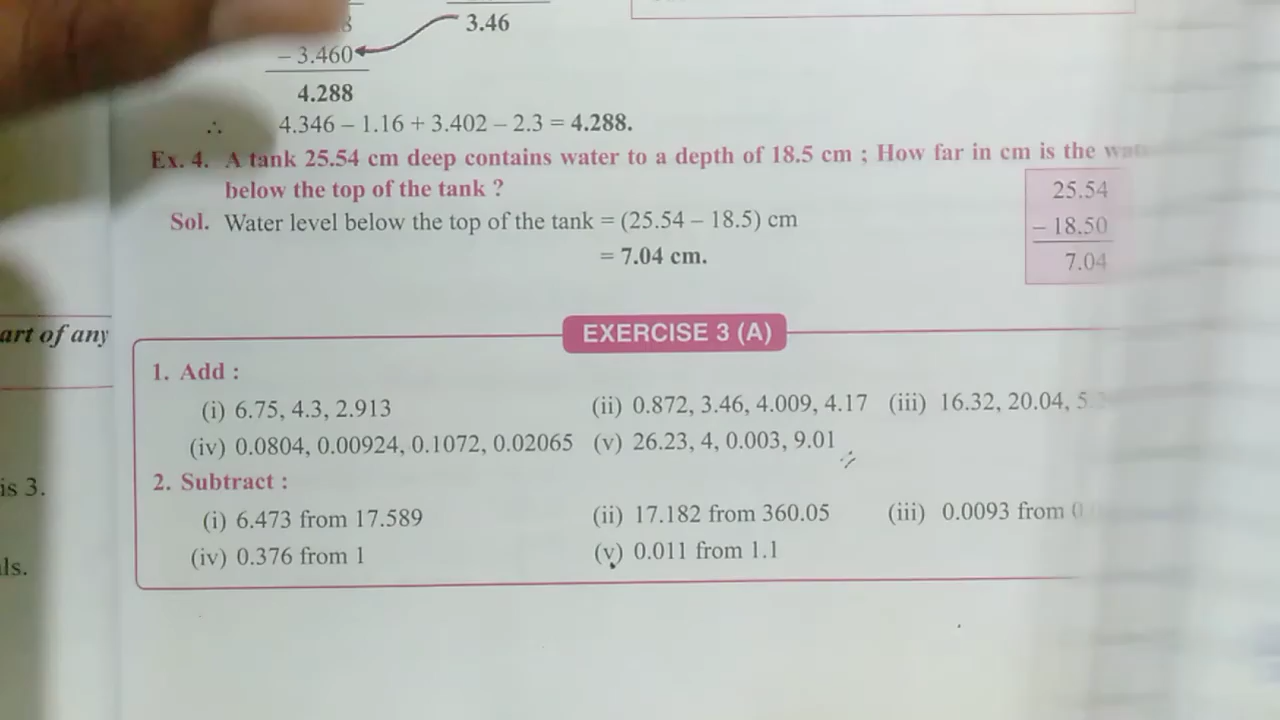 3.46
– 3.460
4.288
∴ 4.346 – 1.16 + 3.402 – 2.3 = 4.288.
Ex. 4. A tank 25.54 cm deep contains water to a depth of 18.5 cm ; How far in cm is the
below the top of the tank ?
25.54
– 18.50
7.04
Sol. Water level below the top of the tank = (25.54 – 18.5) cm
= 7.04 cm.
art of any
is 3.
ls.
EXERCISE 3 (A)
1. Add :
(i) 6.75, 4.3, 2.913 (ii) 0.872, 3.46, 4.009, 4.17 (iii) 16.32, 20.04,
(iv) 0.0804, 0.00924, 0.1072, 0.02065 (v) 26.23, 4, 0.003, 9.01
2. Subtract :
(i) 6.473 from 17.589 (ii) 17.182 from 360.05 (iii) 0.0093 from
(iv) 0.376 from 1 (v) 0.011 from 1.1